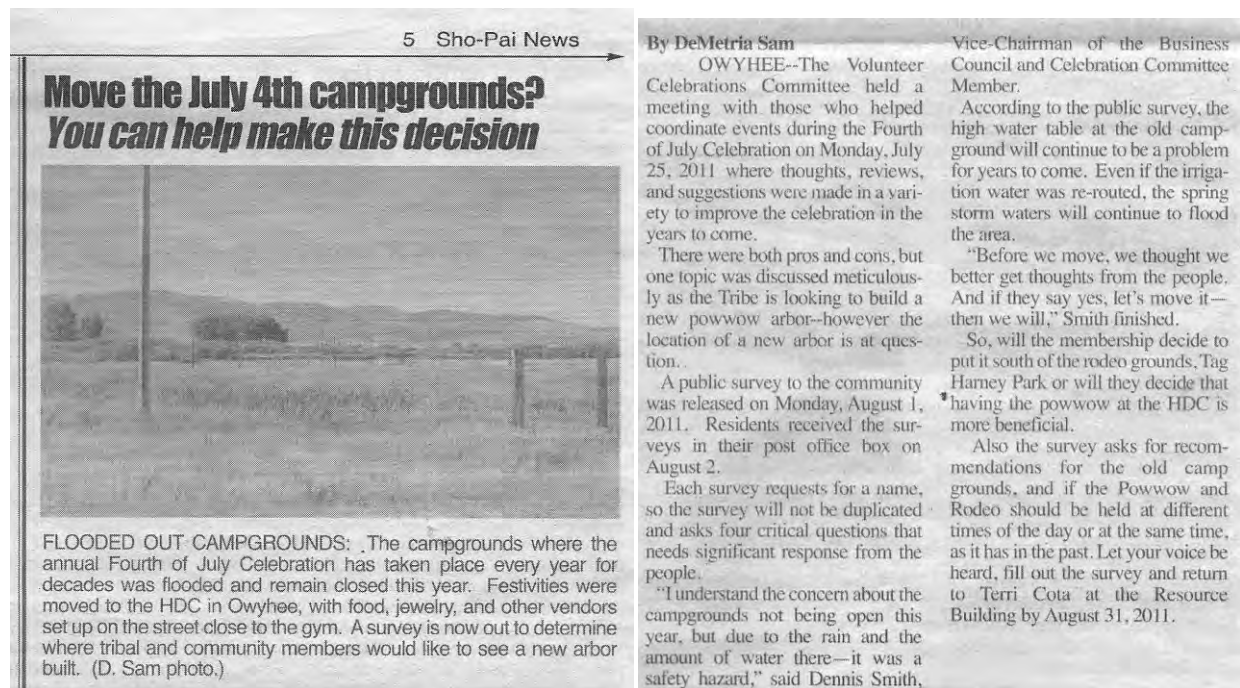 5 Sho-Pai News
Move the July 4th campgrounds?
You can help make this decision
FLOODED OUT CAMPGROUNDS: The campgrounds where the
annual Fourth of July Celebration has taken place every year for
decades was flooded and remain closed this year. Festivities were
moved to the HDC in Owyhee, with food, jewelry, and other vendors
set up on the street close to the gym. A survey is now out to determine
where tribal and community members would like to see a new arbor
built. (D. Sam photo.)
By DeMetria Sam
OWYHEE--The Volunteer
Celebrations Committee held a
meeting with those who helped
coordinate events during the Fourth
of July Celebration on Monday, July
25, 2011 where thoughts, reviews,
and suggestions were made in a vari-
ety to improve the celebration in the
years to come.
There were both pros and cons, but
one topic was discussed meticulous-
ly as the Tribe is looking to build a
new powwow arbor--however the
location of a new arbor is at ques-
tion.
A public survey to the community
was released on Monday, August 1,
2011. Residents received the sur-
veys in their post office box on
August 2.
Each survey requests for a name,
so the survey will not be duplicated
and asks four critical questions that
needs significant response from the
people.
"I understand the concern about the
campgrounds not being open this
year, but due to the rain and the
amount of water there—it was a
safety hazard," said Dennis Smith,
Vice-Chairman of the Business
Council and Celebration Committee
Member.
According to the public survey, the
high water table at the old camp-
ground will continue to be a problem
for years to come. Even if the irriga-
tion water was re-routed, the spring
storm waters will continue to flood
the area.
"Before we move, we thought we
better get thoughts from the people.
And if they say yes, let's move it—
then we will," Smith finished.
So, will the membership decide to
put it south of the rodeo grounds, Tag
Harney Park or will they decide that
having the powwow at the HDC is
more beneficial.
Also the survey asks for recom-
mendations for the old camp
grounds, and if the Powwow and
Rodeo should be held at different
times of the day or at the same time,
as it has in the past. Let your voice be
heard, fill out the survey and return
to Terri Cota at the Resource
Building by August 31, 2011.